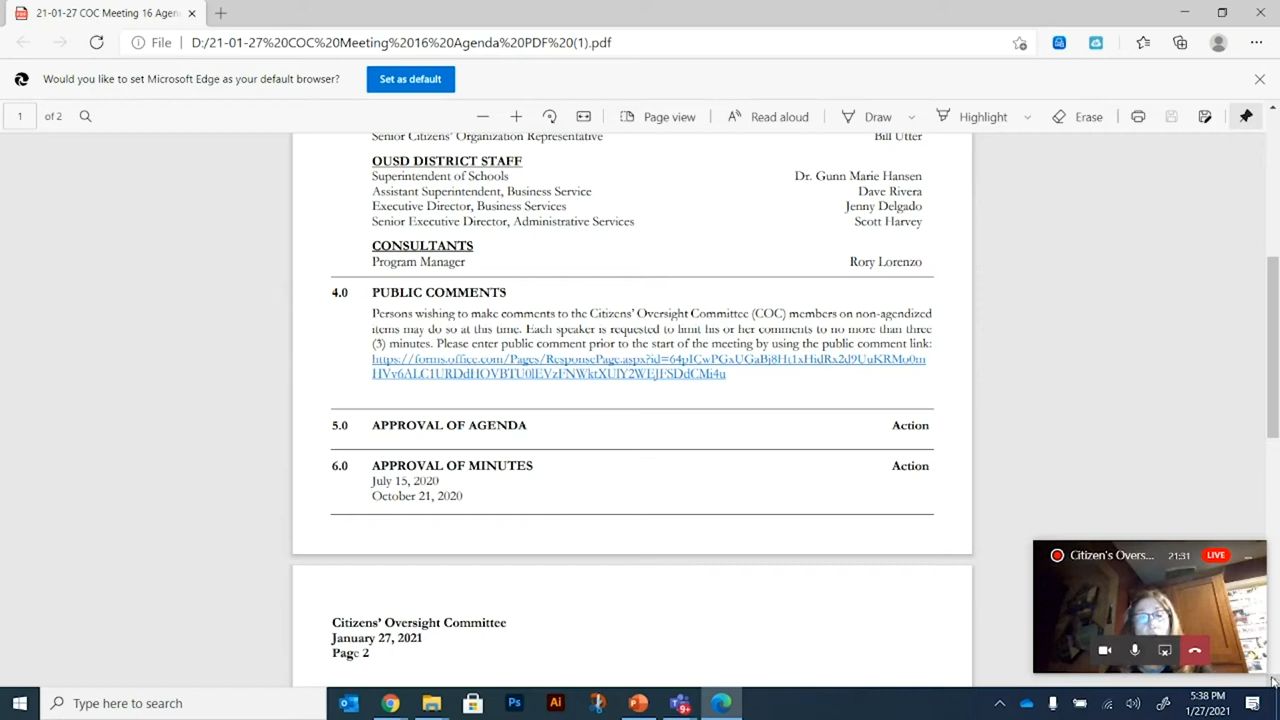 21-01-27 COC Meeting 16 Agen
File D:/21-01-27%20COC%20Meeting%2016%20Agenda%20PDF%20(1).pdf
Would you like to set Microsoft Edge as your default browser? Set as default
1 of 2 Page view Read aloud Draw Highlight Erase
Senior Citizens' Organization Representative Bill Utter
OUSD DISTRICT STAFF
Superintendent of Schools Dr. Gunn Marie Hansen
Assistant Superintendent, Business Service Dave Rivera
Executive Director, Business Services Jenny Delgado
Senior Executive Director, Administrative Services Scott Harvey
CONSULTANTS
Program Manager Rory Lorenzo
4.0 PUBLIC COMMENTS
Persons wishing to make comments to the Citizens' Oversight Committee (COC) members on non-agendized
items may do so at this time. Each speaker is requested to limit his or her comments to no more than three
(3) minutes. Please enter public comment prior to the start of the meeting by using the public comment link:
5.0 APPROVAL OF AGENDA Action
6.0 APPROVAL OF MINUTES Action
July 15, 2020
October 21, 2020
Citizen's Overs... 21:31 LIVE
Citizens' Oversight Committee
January 27, 2021
Page 2
Type here to search
Ps Ai 9+
5:38 PM
1/27/2021